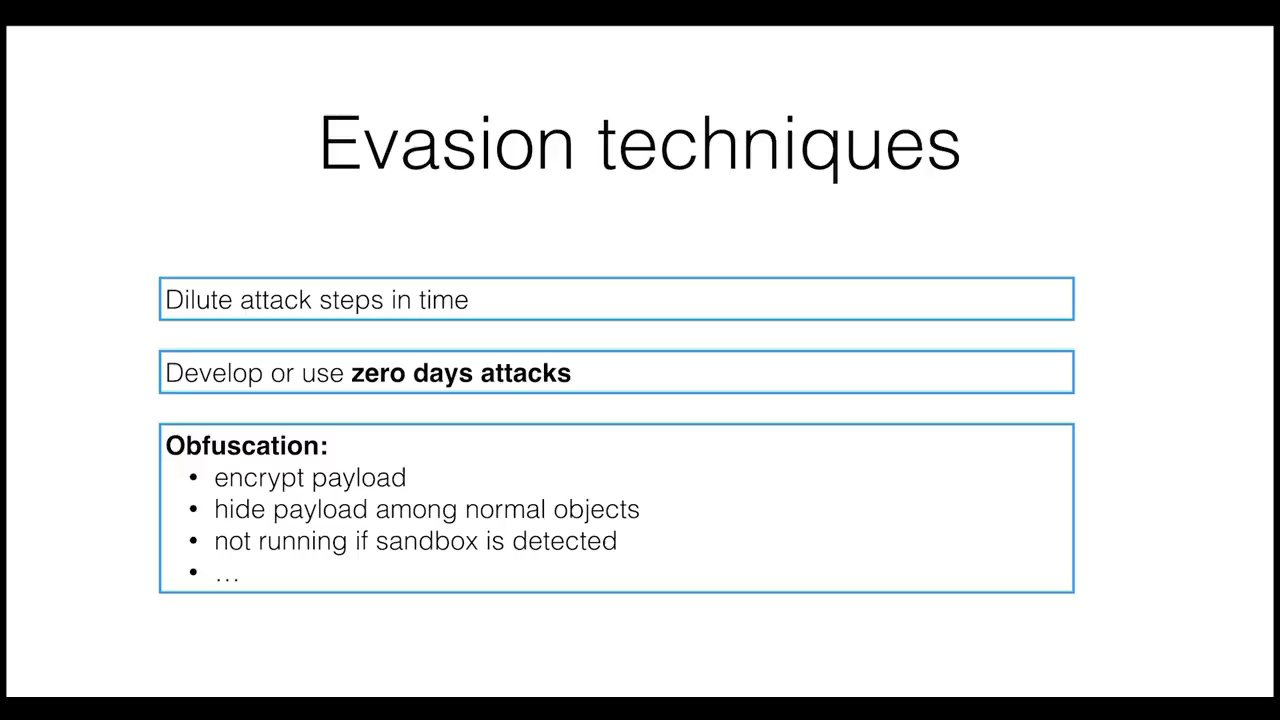 Evasion techniques
Dilute attack steps in time
Develop or use zero days attacks
Obfuscation:
• encrypt payload
• hide payload among normal objects
• not running if sandbox is detected
• …